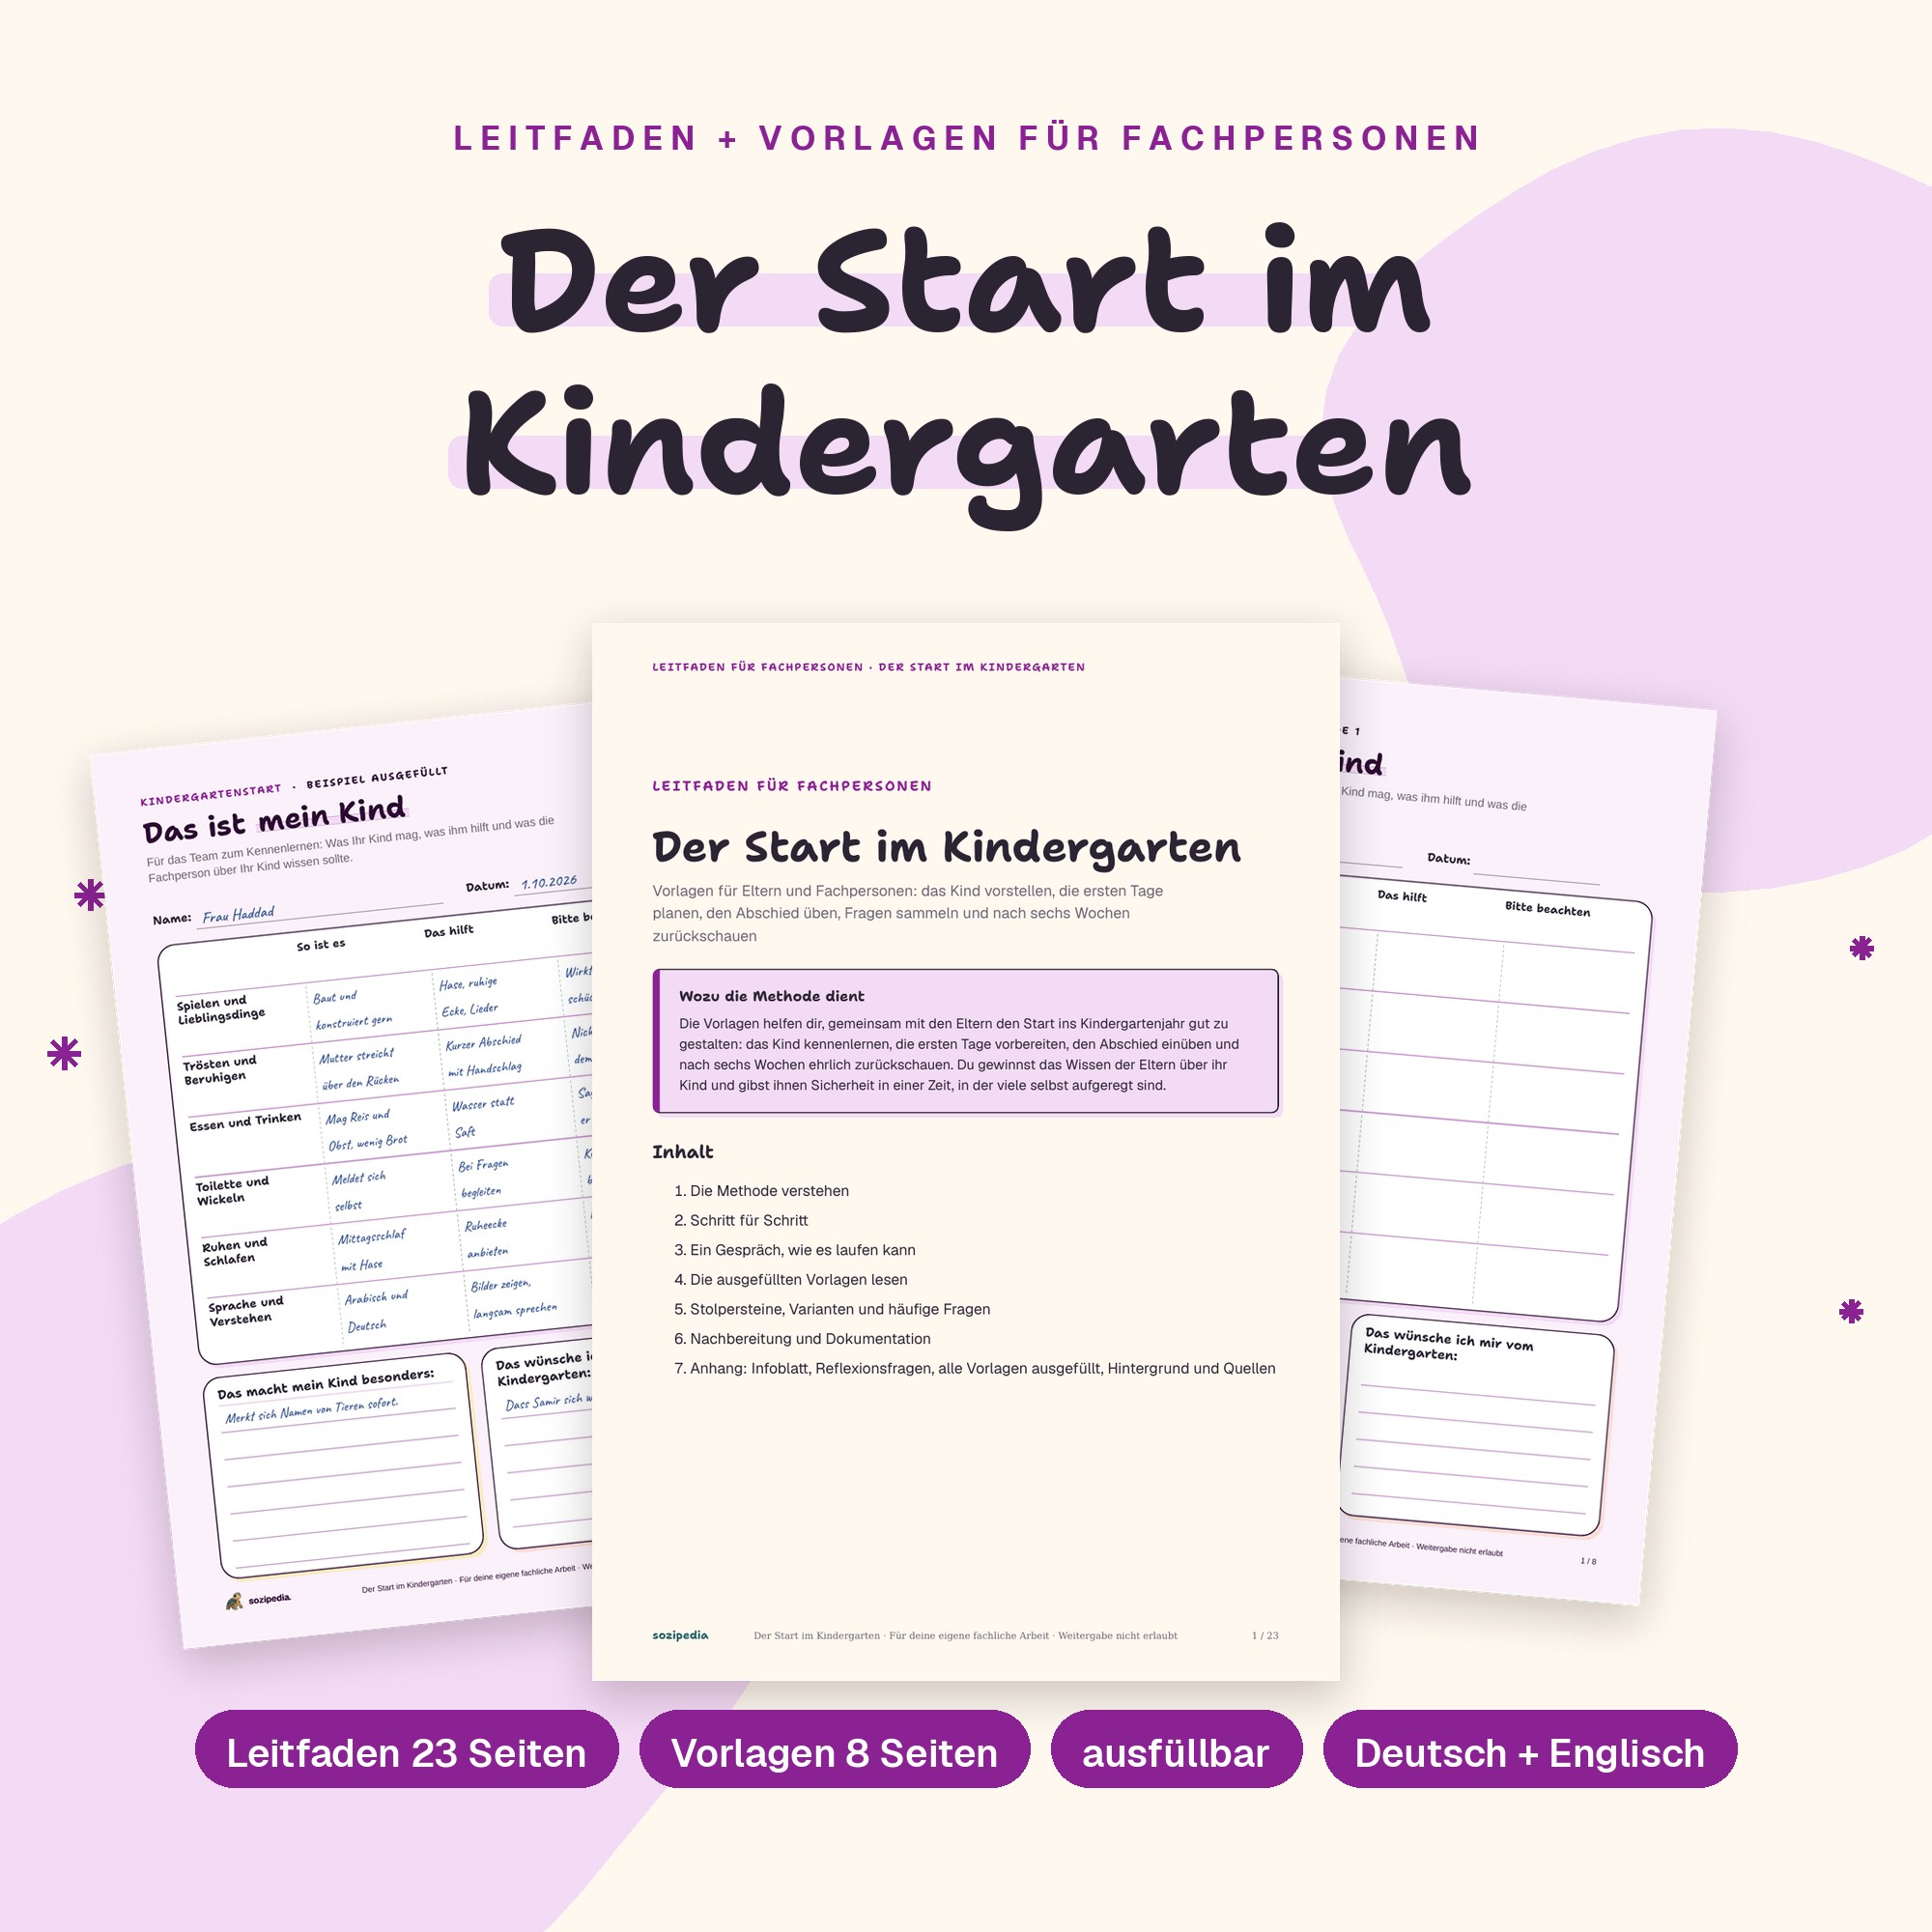 LEITFADEN + VORLAGEN FÜR FACHPERSONEN
Der Start im
Kindergarten
KINDERGARTENSTART · BEISPIEL AUSGEFÜLLT
Das ist mein Kind
Für das Team zum Kennenlernen: Was Ihr Kind mag, was ihm hilft und was die
Fachperson über Ihr Kind wissen sollte.
Name: Frau Haddad
Datum: 1.10.2026
So ist es
Das hilft
Bitte
Spielen und
Lieblingsdinge
Baut und
konstruiert gern
Hase, ruhige
Ecke, Lieder
Trösten und
Beruhigen
Mutter streicht
über den Rücken
Kurzer Abschied
mit Handschlag
Essen und Trinken
Mag Reis und
Obst, wenig Brot
Wasser statt
Saft
er
Toilette und
Wickeln
Meldet sich
selbst
Bei Fragen
begleiten
Ruhen und
Schlafen
Mittagsschlaf
mit Hase
Ruheecke
anbieten
Sprache und
Verstehen
Arabisch und
Deutsch
Bilder zeigen,
langsam sprechen
Das macht mein Kind besonders:
Merkt sich Namen von Tieren sofort.
Das wünsche
Kindergarten:
Dass Samir sich
sozipedia.
Der Start im Kindergarten · Für deine eigene fachliche Arbeit
LEITFADEN FÜR FACHPERSONEN · DER START IM KINDERGARTEN
LEITFADEN FÜR FACHPERSONEN
Der Start im Kindergarten
Vorlagen für Eltern und Fachpersonen: das Kind vorstellen, die ersten Tage
planen, den Abschied üben, Fragen sammeln und nach sechs Wochen
zurückschauen
Wozu die Methode dient
Die Vorlagen helfen dir, gemeinsam mit den Eltern den Start ins Kindergartenjahr gut zu
gestalten: das Kind kennenlernen, die ersten Tage vorbereiten, den Abschied einüben und
nach sechs Wochen ehrlich zurückschauen. Du gewinnst das Wissen der Eltern über ihr
Kind und gibst ihnen Sicherheit in einer Zeit, in der viele selbst aufgeregt sind.
Inhalt
1. Die Methode verstehen
2. Schritt für Schritt
3. Ein Gespräch, wie es laufen kann
4. Die ausgefüllten Vorlagen lesen
5. Stolpersteine, Varianten und häufige Fragen
6. Nachbereitung und Dokumentation
7. Anhang: Infoblatt, Reflexionsfragen, alle Vorlagen ausgefüllt, Hintergrund und Quellen
sozipedia
Der Start im Kindergarten · Für deine eigene fachliche Arbeit · Weitergabe nicht erlaubt
1 / 23
1
ind
Kind mag, was ihm hilft und was die
Datum:
Das hilft
Bitte beachten
Das wünsche ich mir vom
Kindergarten:
fachliche Arbeit · Weitergabe nicht erlaubt
1 / 8
Leitfaden 23 Seiten
Vorlagen 8 Seiten
ausfüllbar
Deutsch + Englisch